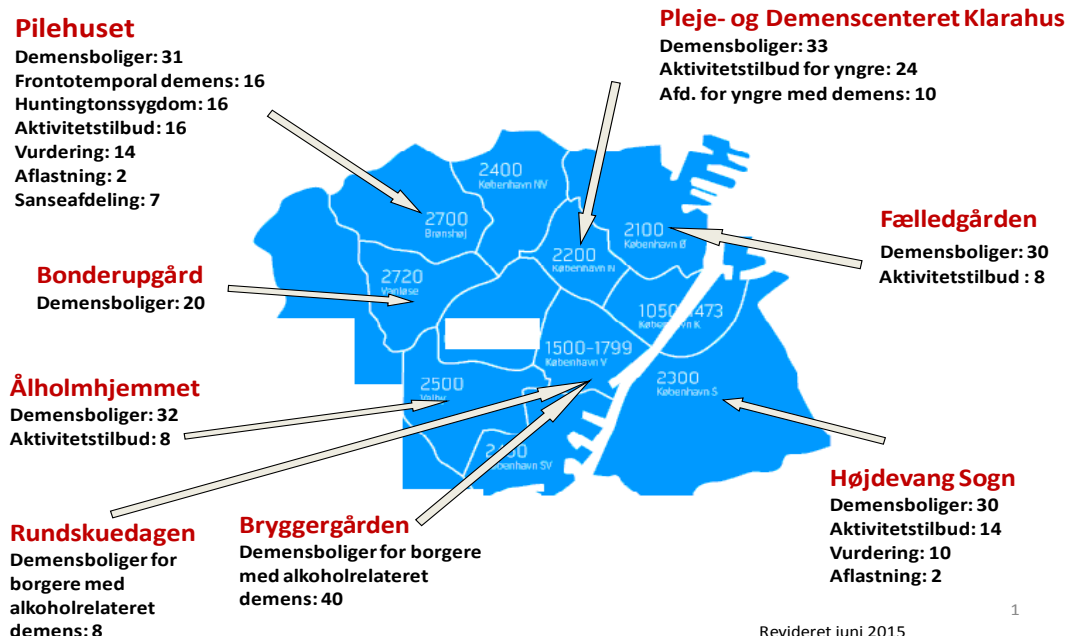 Pilehuset
Demensboliger: 31
Frontotemporal demens: 16
Huntingtonssygdom: 16
Aktivitetstilbud: 16
Vurdering: 14
Aflastning: 2
Sanseafdeling: 7
Pleje- og Demenscenteret Klarahus
Demensboliger: 33
Aktivitetstilbud for yngre: 24
Afd. for yngre med demens: 10
Fælledgården
Demensboliger: 30
Aktivitetstilbud : 8
Bonderupgård
Demensboliger: 20
Ålholmhjemmet
Demensboliger: 32
Aktivitetstilbud: 8
2400
København NV
2700
Brønshøj
2100
København Ø
2200
København N
2720
Vanløse
København K
1500-1799
København V
2500
Valby
2300
København S
København SV
Rundskuedagen
Demensboliger for
borgere med
alkoholrelateret
demens: 8
Bryggergården
Demensboliger for borgere
med alkoholrelateret
demens: 40
Højdevang Sogn
Demensboliger: 30
Aktivitetstilbud: 14
Vurdering: 10
Aflastning: 2
1
Revideret juni 2015